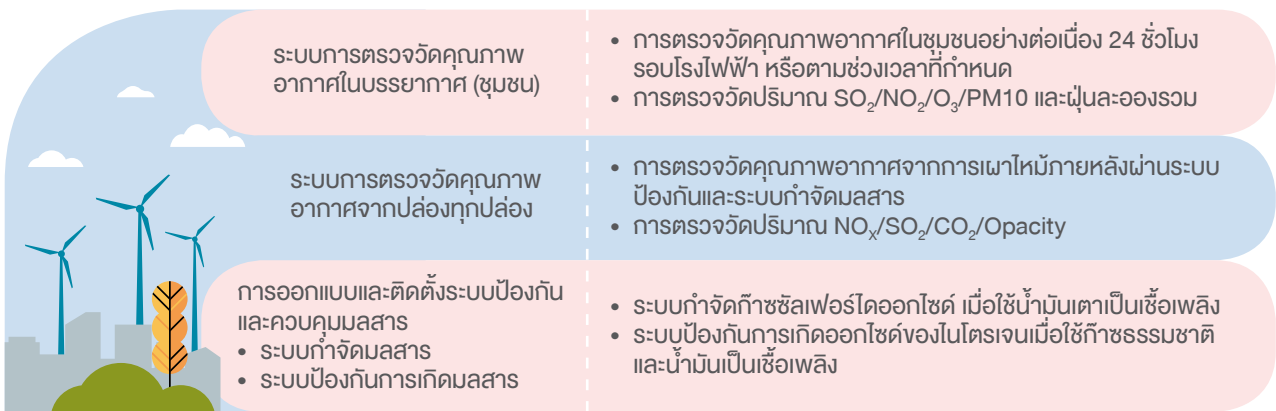 ระบบการตรวจวัดคุณภาพ
อากาศในบรรยากาศ (ชุมชน)
• การตรวจวัดคุณภาพอากาศในชุมชนอย่างต่อเนื่อง 24 ชั่วโมง
รอบโรงไฟฟ้า หรือตามช่วงเวลาที่กำหนด
• การตรวจวัดปริมาณ SO₂/NO₂/O₃/PM10 และฝุ่นละอองรวม
ระบบการตรวจวัดคุณภาพ
อากาศจากปล่องทุกปล่อง
• การตรวจวัดคุณภาพอากาศจากการเผาไหม้ภายหลังผ่านระบบ
ป้องกันและระบบกำจัดมลสาร
• การตรวจวัดปริมาณ NOₓ/SO₂/CO₂/Opacity
การออกแบบและติดตั้งระบบป้องกัน
และควบคุมมลสาร
• ระบบกำจัดมลสาร
• ระบบป้องกันการเกิดมลสาร
• ระบบกำจัดก๊าซซัลเฟอร์ไดออกไซด์ เมื่อใช้น้ำมันเตาเป็นเชื้อเพลิง
• ระบบป้องกันการเกิดออกไซด์ของไนโตรเจนเมื่อใช้ก๊าซธรรมชาติ
และน้ำมันเป็นเชื้อเพลิง